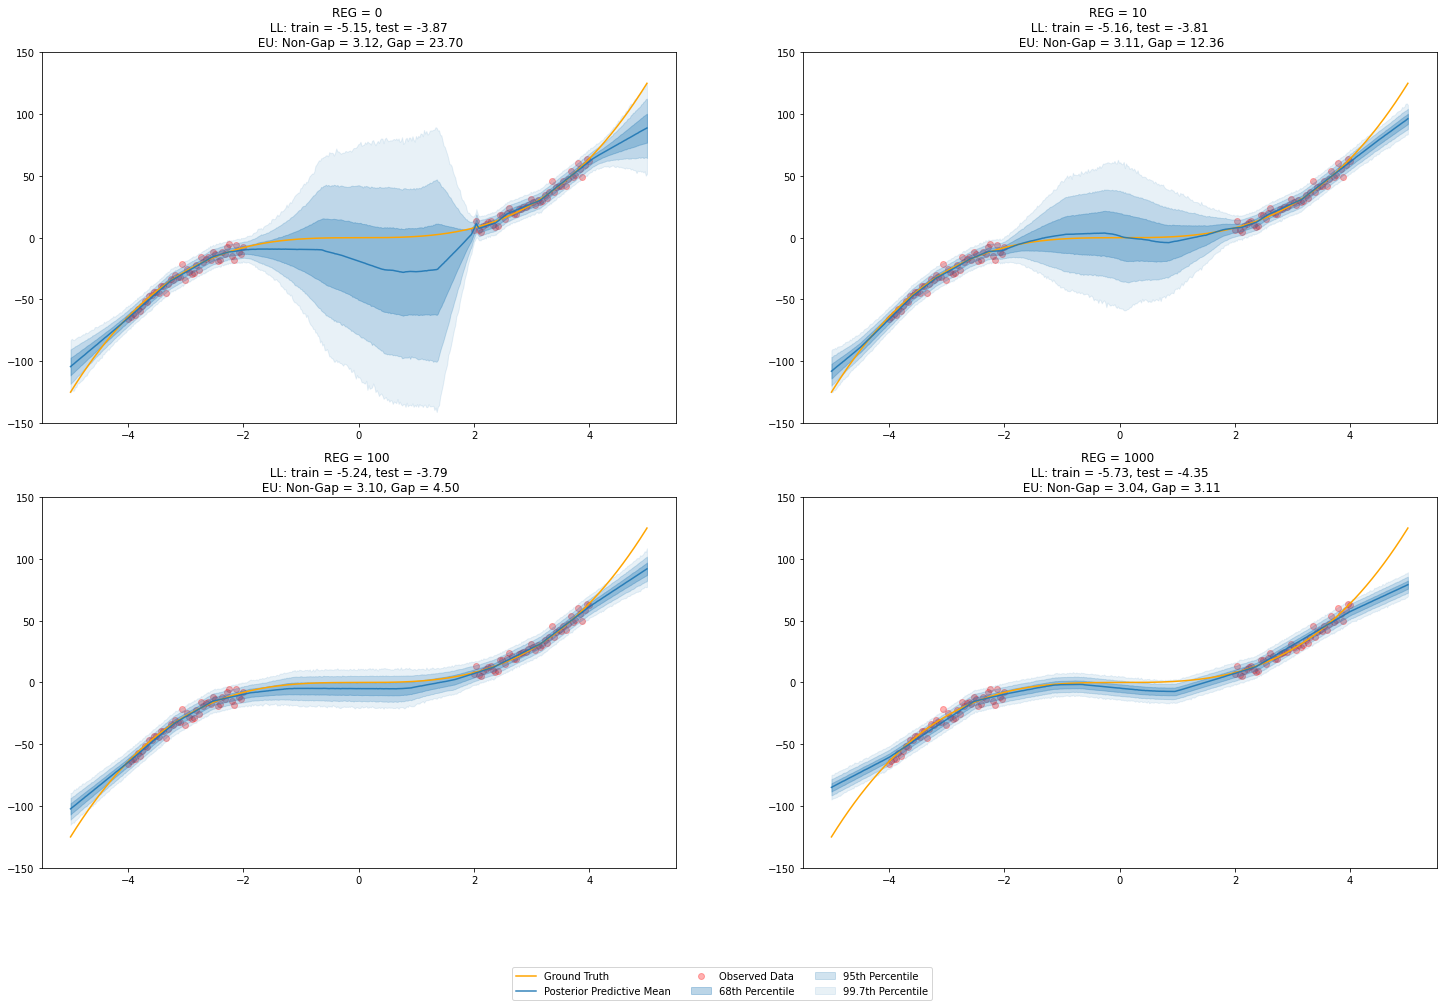 REG = 0
LL: train = -5.15, test = -3.87
EU: Non-Gap = 3.12, Gap = 23.70
150
100
50
0
−50
−100
−150
−4
−2
0
2
4
REG = 10
LL: train = -5.16, test = -3.81
EU: Non-Gap = 3.11, Gap = 12.36
150
100
50
0
−50
−100
−150
−4
−2
0
2
4
REG = 100
LL: train = -5.24, test = -3.79
EU: Non-Gap = 3.10, Gap = 4.50
150
100
50
0
−50
−100
−150
−4
−2
0
2
4
REG = 1000
LL: train = -5.73, test = -4.35
EU: Non-Gap = 3.04, Gap = 3.11
150
100
50
0
−50
−100
−150
−4
−2
0
2
4
Ground Truth
Posterior Predictive Mean
Observed Data
68th Percentile
95th Percentile
99.7th Percentile